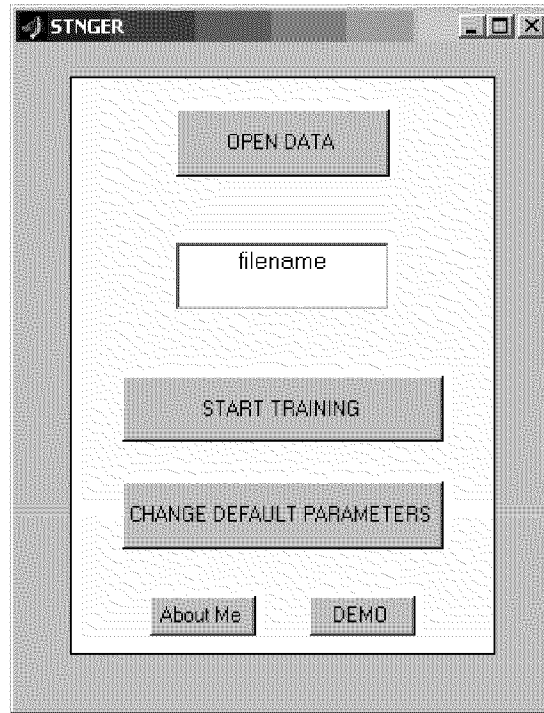 STNGER
OPEN DATA
filename
START TRAINING
CHANGE DEFAULT PARAMETERS
About Me
DEMO